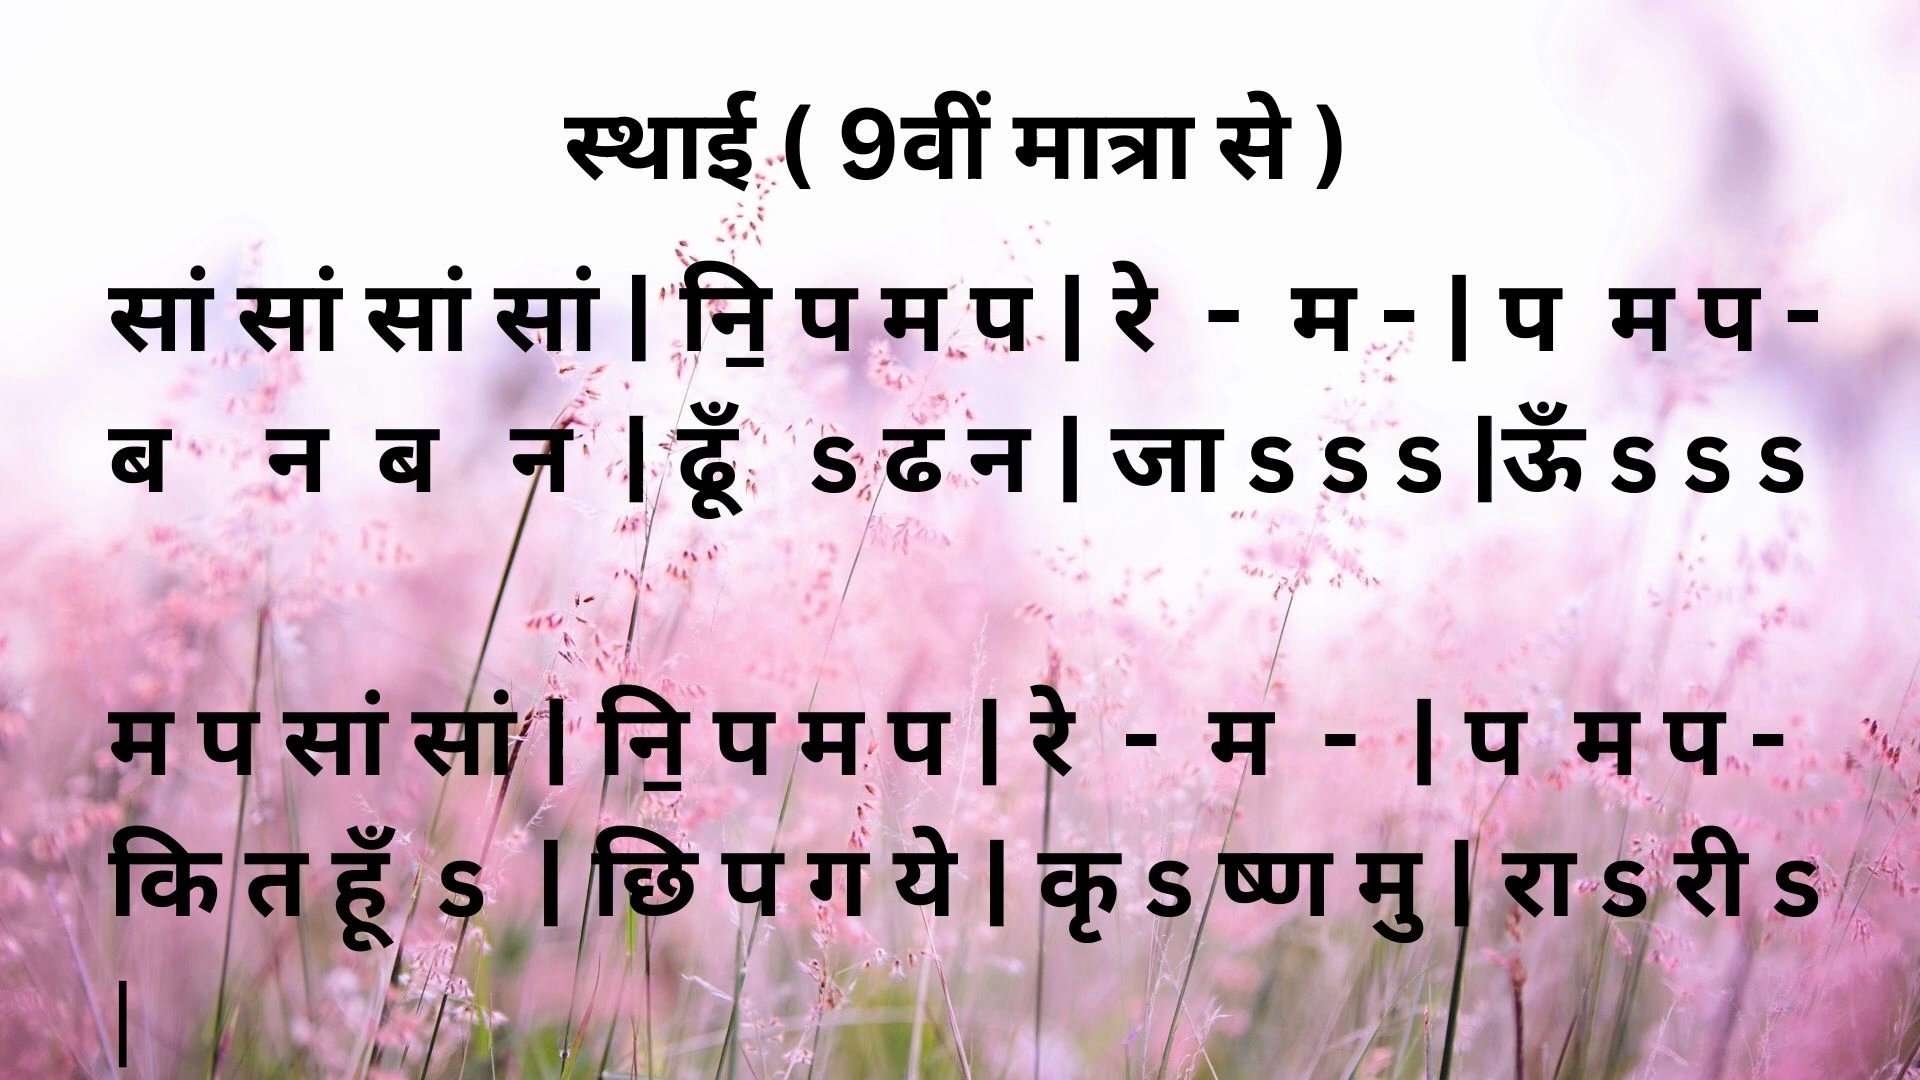 स्थाई ( 9वीं मात्रा से )
सां सां सां सां | नि॒ प म प | रे - म - | प म प -
ब न ब न | ढूँ ऽ ढ न | जा ऽ ऽ ऽ |ऊँ ऽ ऽ ऽ
म प सां सां | नि॒ प म प | रे - म - | प म प -
कि त हूँ ऽ | छि प ग ये | कृ ऽ ष्ण मु | रा ऽ री ऽ
|